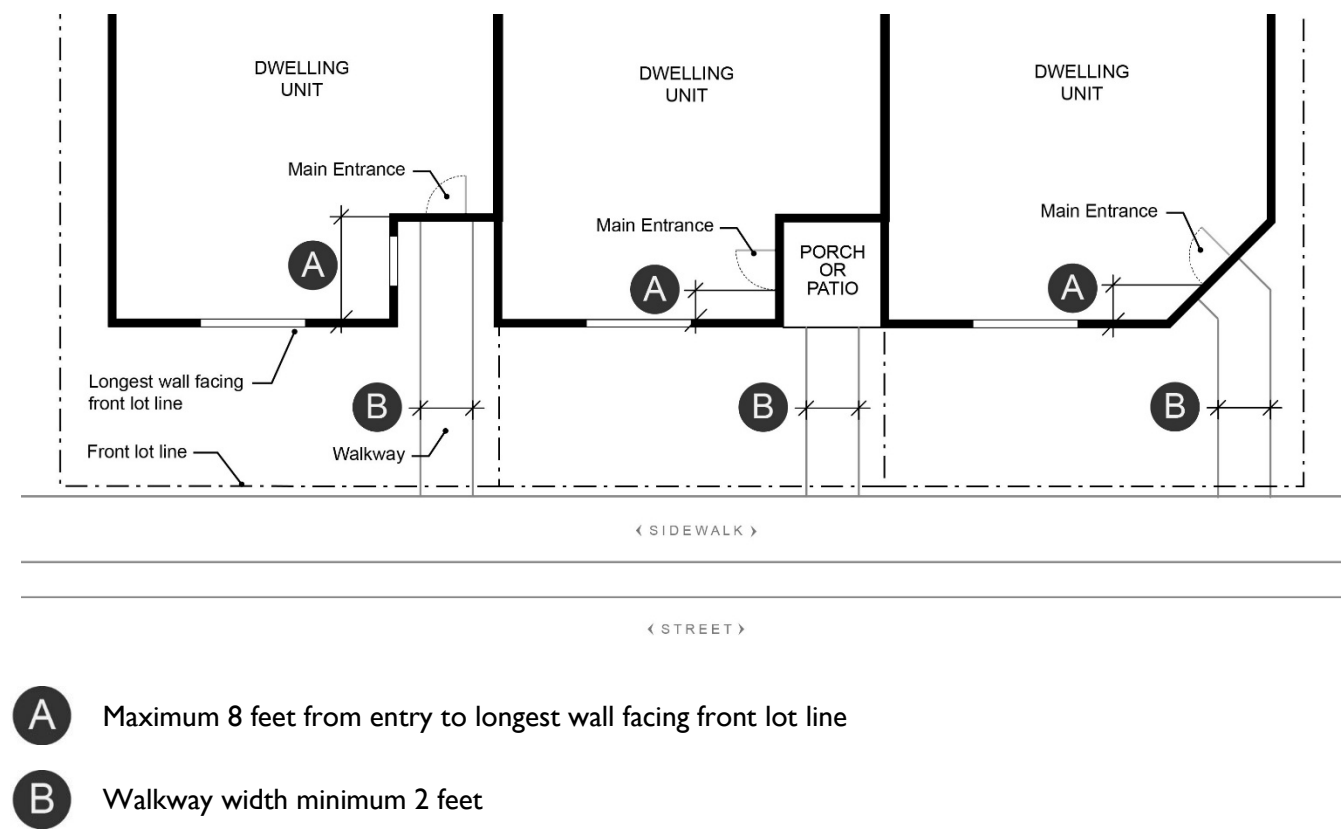 DWELLING
UNIT
DWELLING
UNIT
DWELLING
UNIT
Main Entrance
Main Entrance
Main Entrance
A
A
A
PORCH
OR
PATIO
Longest wall facing
front lot line
B
B
B
Front lot line
Walkway
SIDEWALK
STREET
A Maximum 8 feet from entry to longest wall facing front lot line
B Walkway width minimum 2 feet